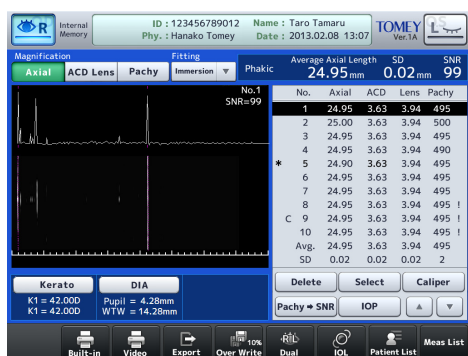 R Internal Memory ID : 123456789012 Name : Taro Tamaru TOMEY L
Phy. : Hanako Tomey Date : 2013.02.08 13:07 Ver.1A
Magnification Fitting Average Axial Length SD SNR
Axial ACD Lens Pachy Immersion ▼ Phakic 24.95mm 0.02mm 99
No.1
SNR=99
No. Axial ACD Lens Pachy
1 24.95 3.63 3.94 495
2 25.00 3.63 3.94 500
3 24.95 3.63 3.94 495
4 24.95 3.63 3.94 490
* 5 24.90 3.63 3.94 495
6 24.95 3.63 3.94 495
7 24.95 3.63 3.94 495
8 24.95 3.63 3.94 495 !
C 9 24.95 3.63 3.94 495 !
10 24.95 3.63 3.94 495 !
Avg. 24.95 3.63 3.94 495
SD 0.02 0.02 0.02 2
Kerato DIA Delete Select Caliper
K1 = 42.00D Pupil = 4.28mm
K1 = 42.00D WTW = 14.28mm
Pachy ➡ SNR IOP ▲ ▼
Built-in Video Export 10% Over Write R/L Dual IOL Patient List Meas List